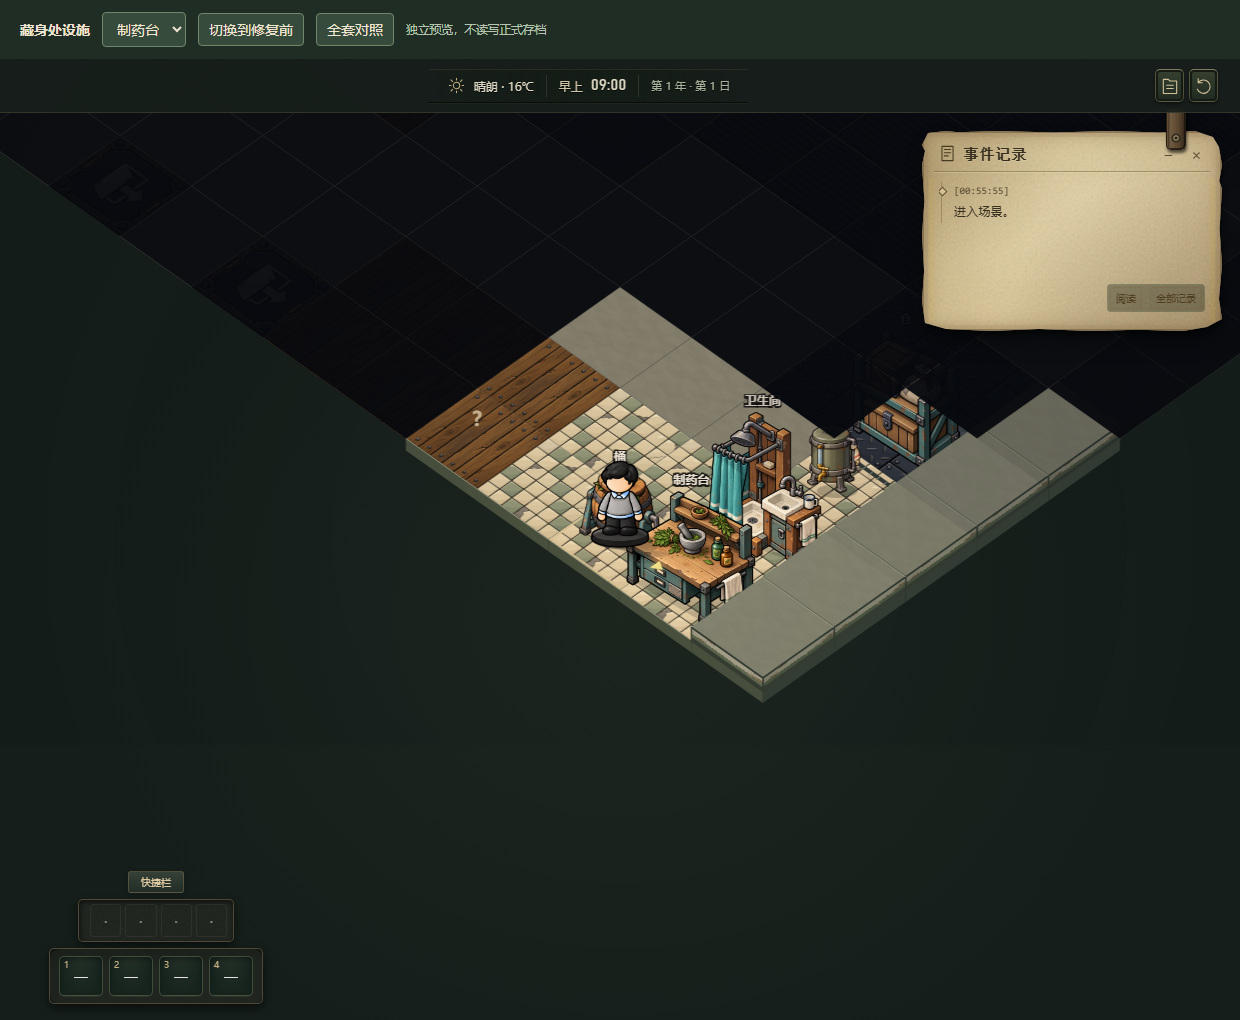 藏身处设施 制药台 切换到修复前 全套对照 独立预览，不读写正式存档
晴朗 · 16℃ 早上 09:00 第 1 年 · 第 1 日
事件记录
[00:55:55]
进入场景。
阅读 全部记录
?
卫生间
桶
制药台
快捷栏
1 2 3 4